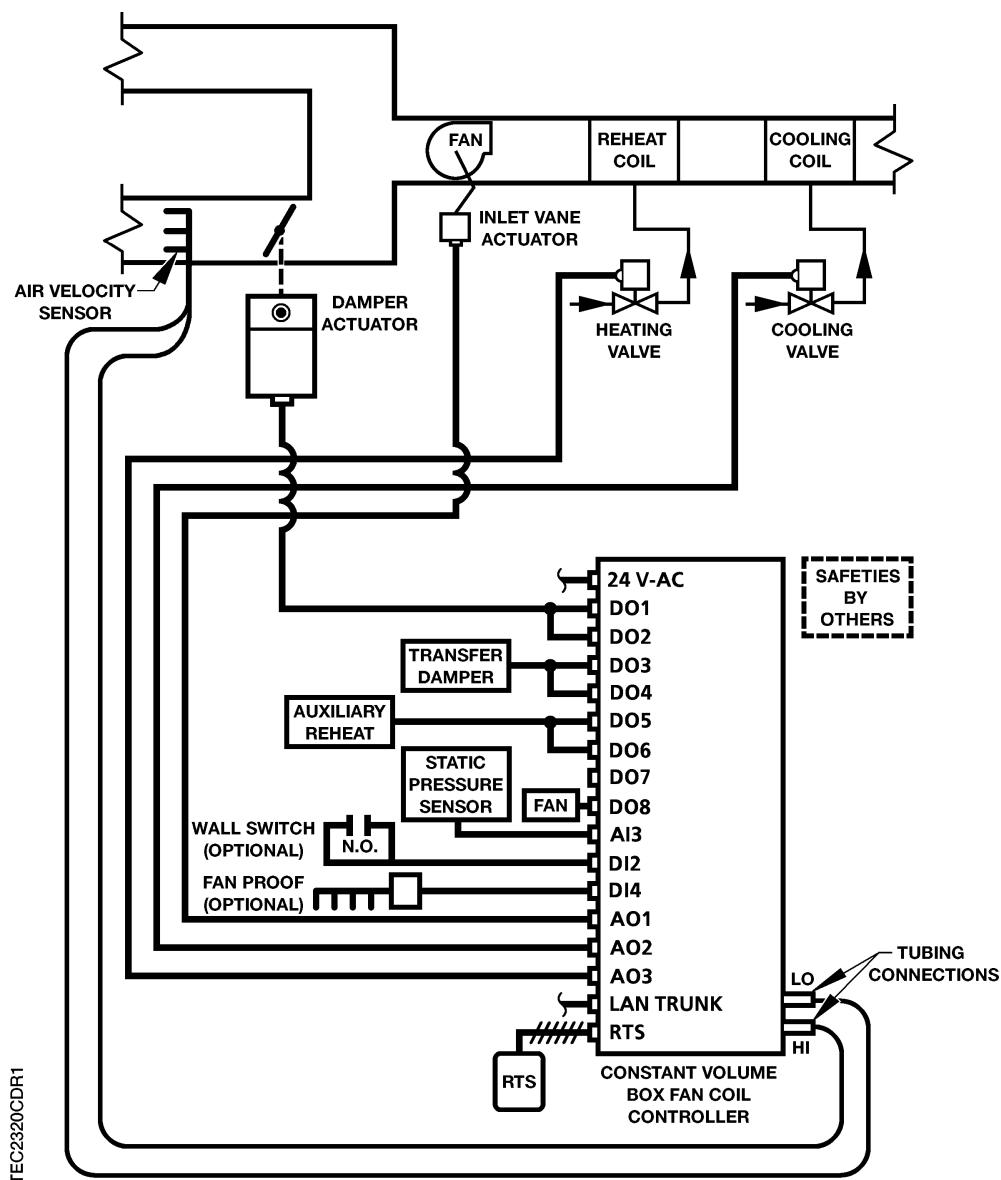 FAN
REHEAT
COIL
COOLING
COIL
INLET VANE
ACTUATOR
AIR VELOCITY
SENSOR
DAMPER
ACTUATOR
HEATING
VALVE
COOLING
VALVE
24 V-AC
DO1
DO2
DO3
DO4
DO5
DO6
DO7
DO8
AI3
DI2
DI4
AO1
AO2
AO3
LAN TRUNK
RTS
SAFETIES
BY
OTHERS
TRANSFER
DAMPER
AUXILIARY
REHEAT
STATIC
PRESSURE
SENSOR
FAN
WALL SWITCH
(OPTIONAL)
N.O.
FAN PROOF
(OPTIONAL)
LO
HI
TUBING
CONNECTIONS
RTS
CONSTANT VOLUME
BOX FAN COIL
CONTROLLER
TEC2320CDR1